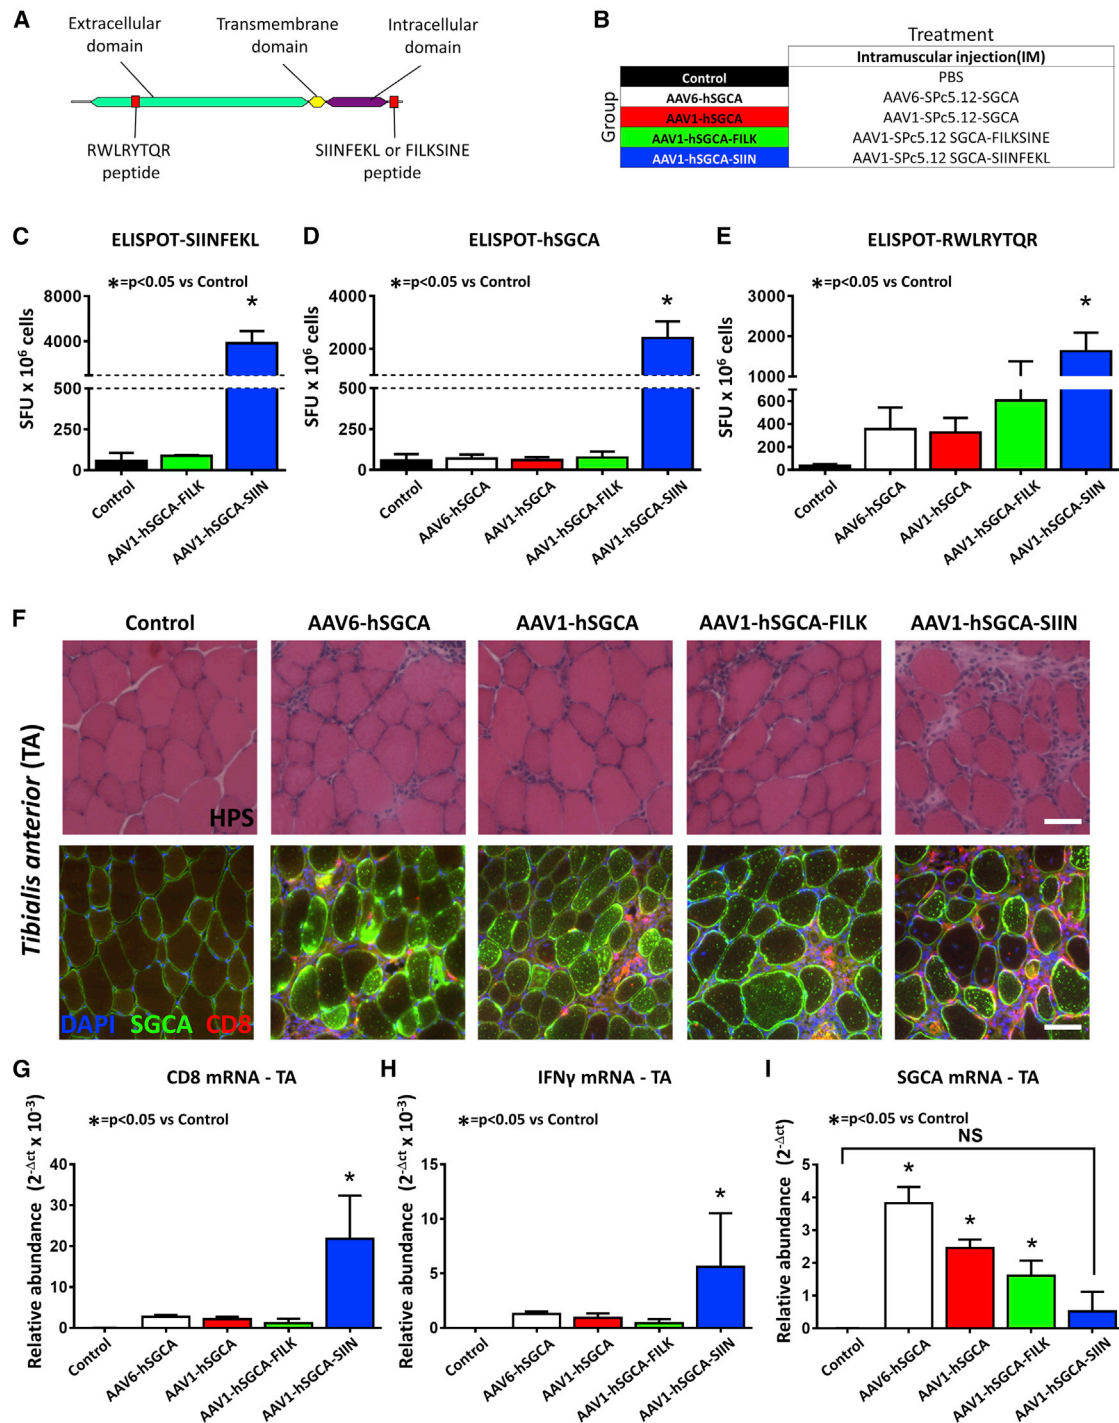 A
Extracellular
domain
Transmembrane
domain
Intracellular
domain
RWLRYTQR
peptide
SIINFEKL or FILKSINE
peptide
B
Treatment
Group
Intramuscular injection(IM)
Control PBS
AAV6-hSGCA AAV6-SPc5.12-SGCA
AAV1-hSGCA AAV1-SPc5.12-SGCA
AAV1-hSGCA-FILK AAV1-SPc5.12 SGCA-FILKSINE
AAV1-hSGCA-SIIN AAV1-SPc5.12 SGCA-SIINFEKL
C
ELISPOT-SIINFEKL
*=p<0.05 vs Control
SFU x 10⁶ cells
8000
4000
500
250
0
*
Control
AAV1-hSGCA-FILK
AAV1-hSGCA-SIIN
D
ELISPOT-hSGCA
*=p<0.05 vs Control
SFU x 10⁶ cells
4000
2000
500
250
0
*
Control
AAV6-hSGCA
AAV1-hSGCA
AAV1-hSGCA-FILK
AAV1-hSGCA-SIIN
E
ELISPOT-RWLRYTQR
*=p<0.05 vs Control
SFU x 10⁶ cells
3000
2000
1000
600
400
200
0
*
Control
AAV6-hSGCA
AAV1-hSGCA
AAV1-hSGCA-FILK
AAV1-hSGCA-SIIN
F
Control
AAV6-hSGCA
AAV1-hSGCA
AAV1-hSGCA-FILK
AAV1-hSGCA-SIIN
Tibialis anterior (TA)
HPS
DAPI SGCA CD8
G
CD8 mRNA - TA
*=p<0.05 vs Control
Relative abundance (2^-Δct x 10^-3)
40
30
20
10
0
*
Control
AAV6-hSGCA
AAV1-hSGCA
AAV1-hSGCA-FILK
AAV1-hSGCA-SIIN
H
IFNγ mRNA - TA
*=p<0.05 vs Control
Relative abundance (2^-Δct x 10^-3)
15
10
5
0
*
Control
AAV6-hSGCA
AAV1-hSGCA
AAV1-hSGCA-FILK
AAV1-hSGCA-SIIN
I
SGCA mRNA - TA
*=p<0.05 vs Control
NS
Relative abundance (2^-Δct)
5
4
3
2
1
0
*
*
*
Control
AAV6-hSGCA
AAV1-hSGCA
AAV1-hSGCA-FILK
AAV1-hSGCA-SIIN